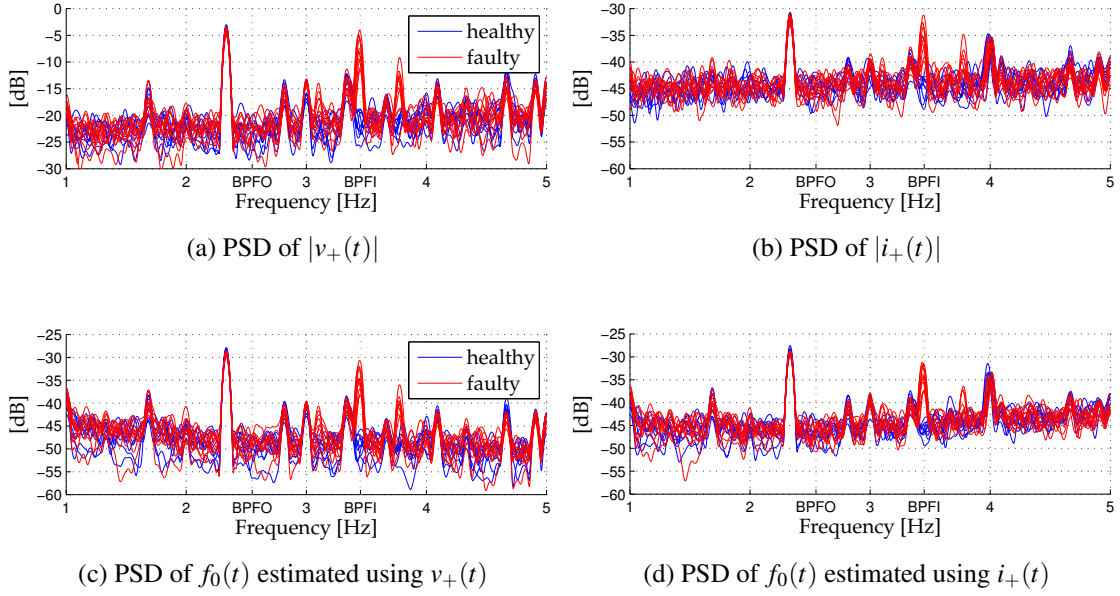 0
−5
−10
−15
−20
−25
−30
[dB]
healthy
faulty
1 2 BPFO 3 BPFI 4 5
Frequency [Hz]
(a) PSD of |v+(t)|
−30
−35
−40
−45
−50
−55
−60
[dB]
1 2 BPFO 3 BPFI 4 5
Frequency [Hz]
(b) PSD of |i+(t)|
−25
−30
−35
−40
−45
−50
−55
−60
[dB]
healthy
faulty
1 2 BPFO 3 BPFI 4 5
Frequency [Hz]
(c) PSD of f0(t) estimated using v+(t)
−25
−30
−35
−40
−45
−50
−55
−60
[dB]
1 2 BPFO 3 BPFI 4 5
Frequency [Hz]
(d) PSD of f0(t) estimated using i+(t)